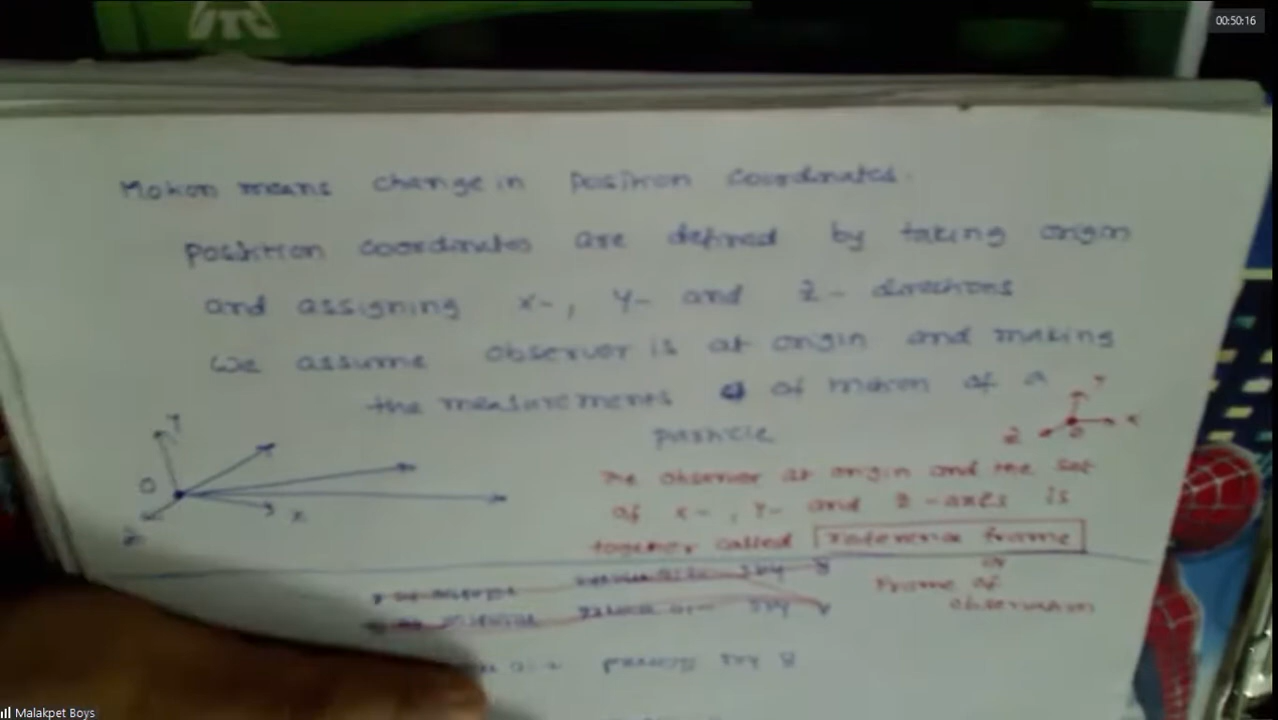 ITC
00:50:16
Motion means change in position coordinates.
position coordinates are defined by taking origin
and assigning x-, y- and z- directions
we assume observer is at origin and making
the measurements of motion of a
particle
Y
O
X
Z
Y
X
Z
O
The observer at origin and the set
of x-, y- and z-axes is
together called reference frame
or
Frame of
observation
Malakpet Boys